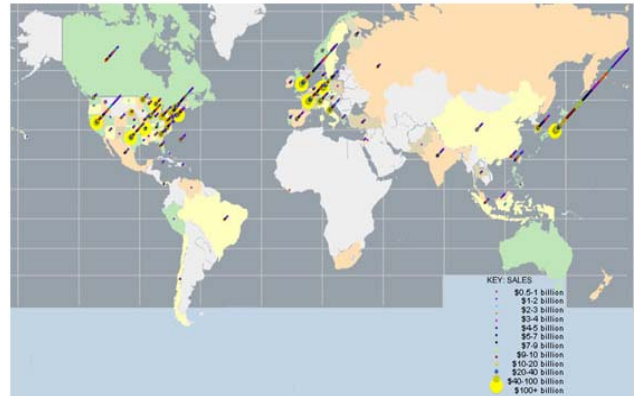 KEY: SALES
$0.5-1 billion
$1-2 billion
$2-3 billion
$3-4 billion
$4-5 billion
$5-7 billion
$7-9 billion
$9-10 billion
$10-20 billion
$20-40 billion
$40-100 billion
$100+ billion